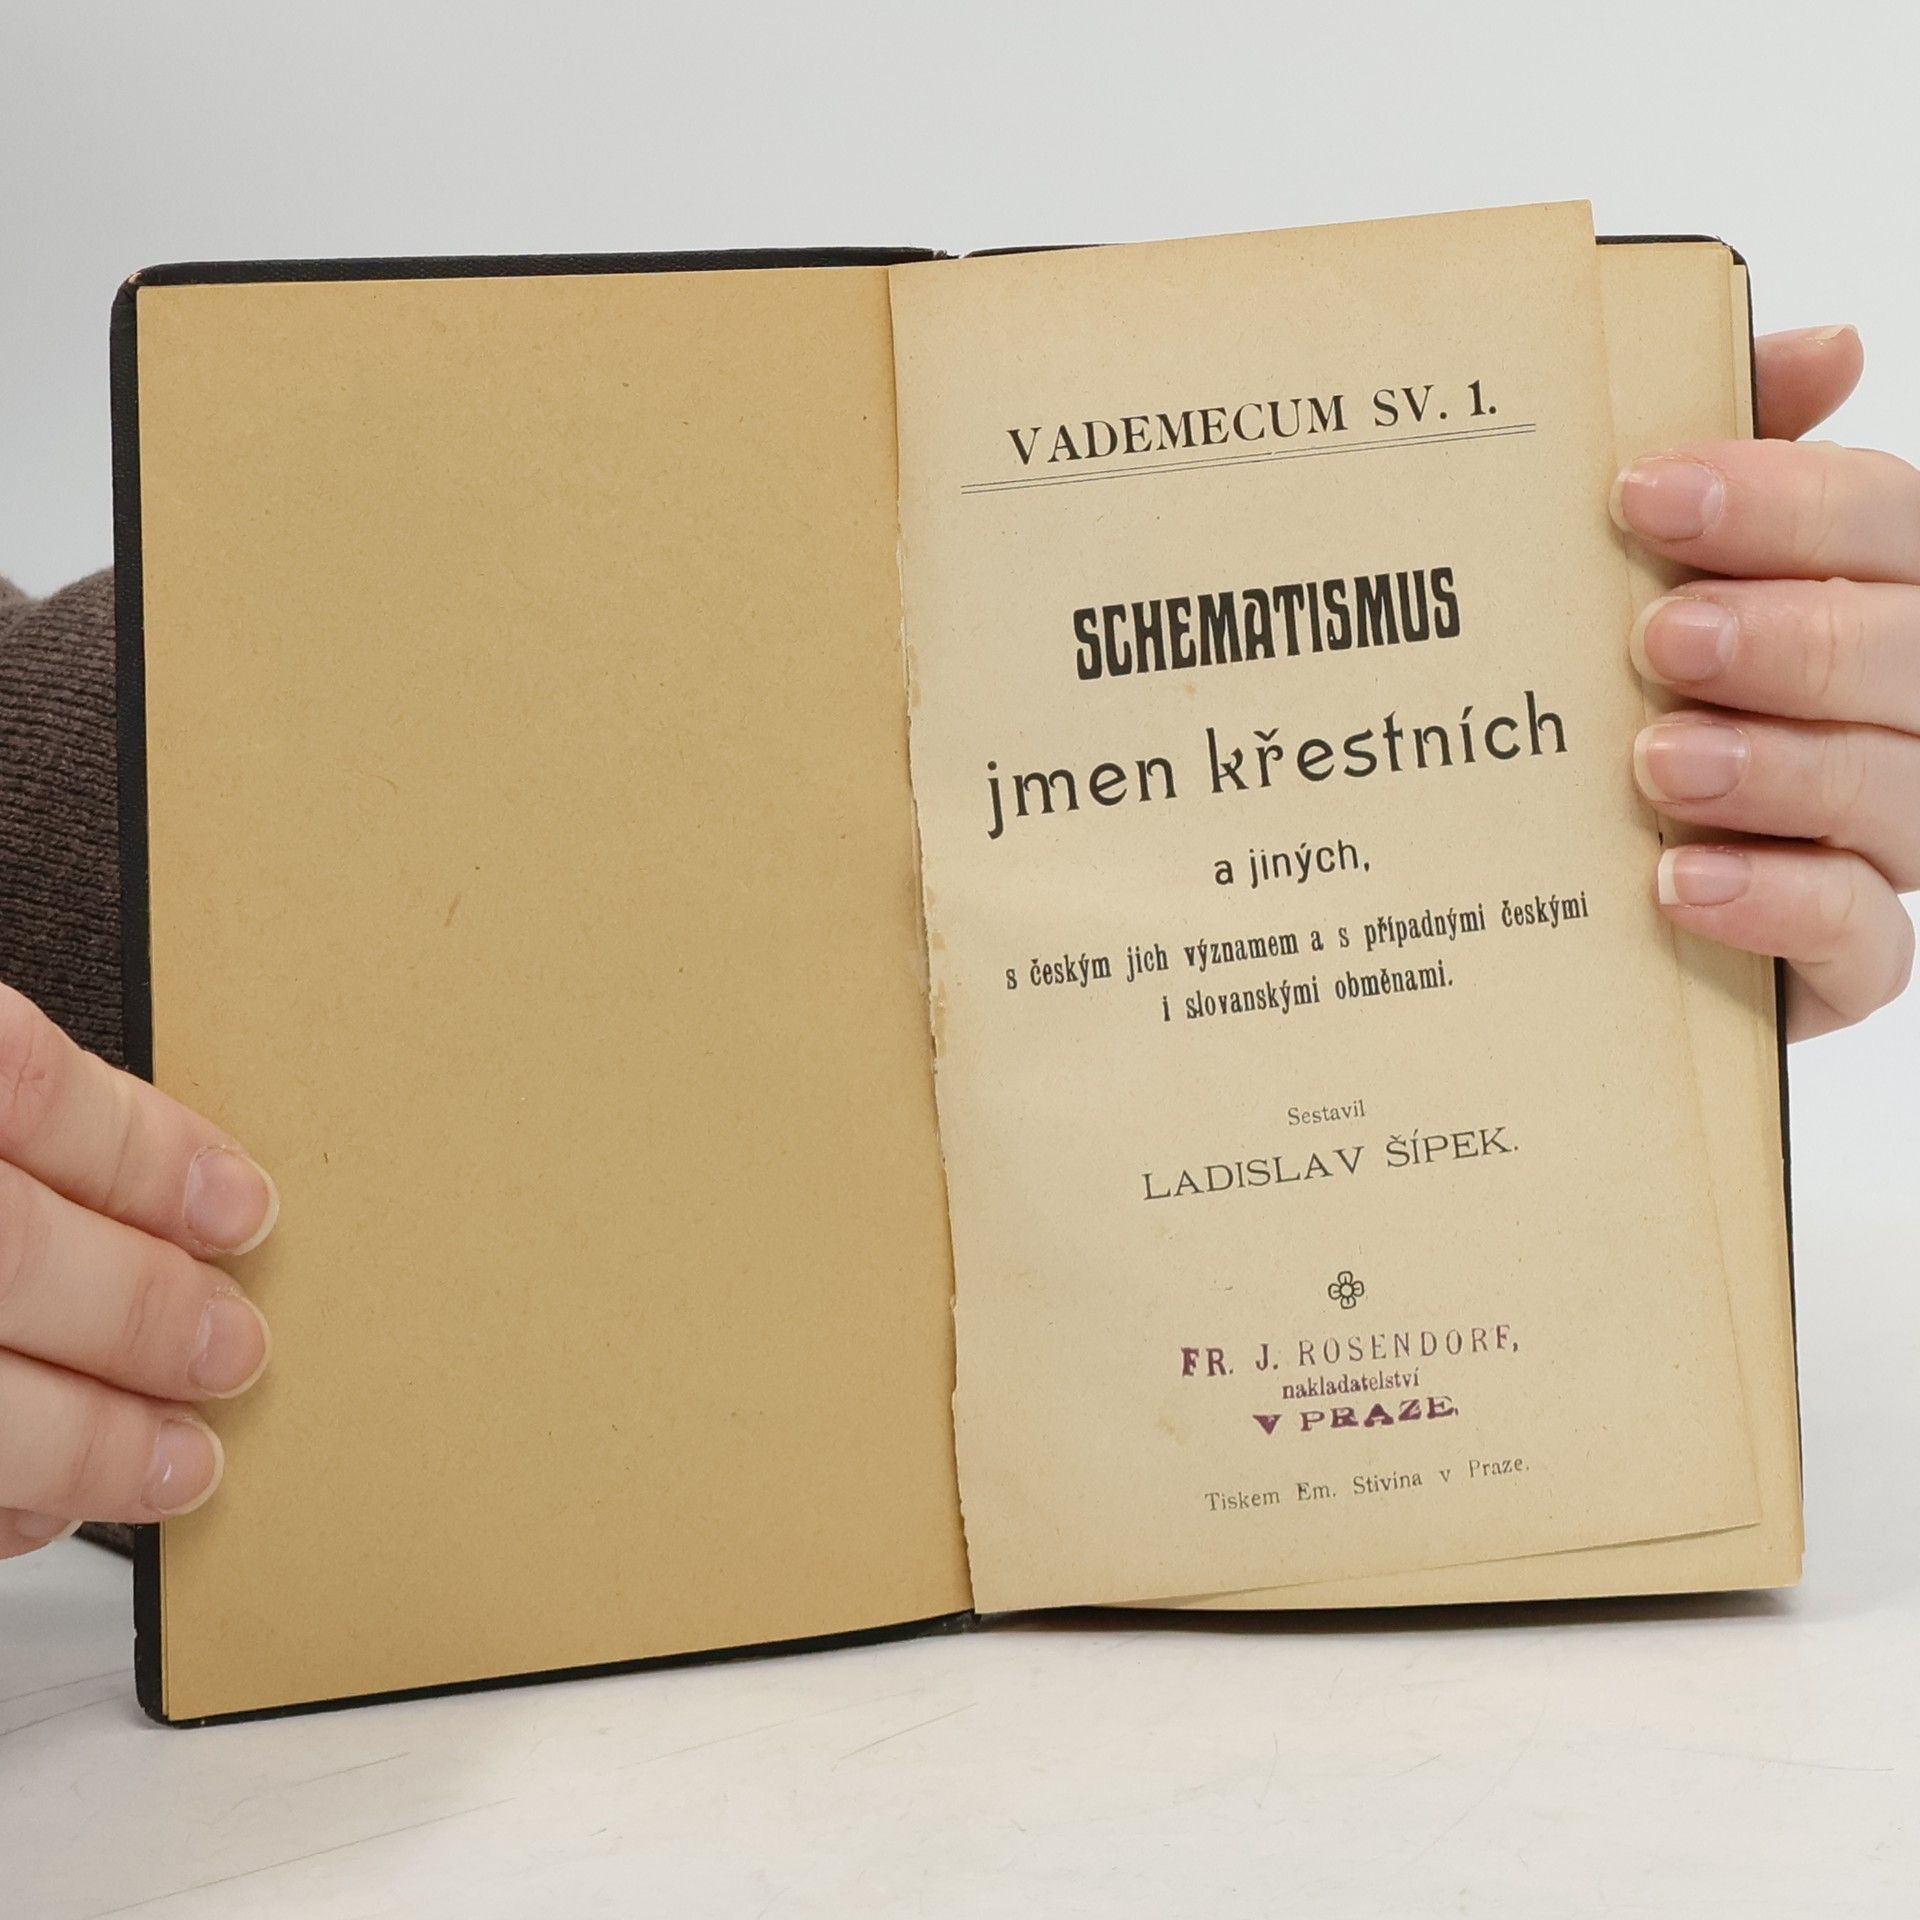 VADEMECUM SV. 1.
SCHEMATISMUS
jmen křestních
a jiných,
s českým jich významem a s případnými českými
i slovanskými obměnami.
Sestavil
LADISLAV ŠÍPEK.
FR. J. ROSENDORF,
nakladatelství
V PRAZE.
Tiskem Em. Stivína v Praze.